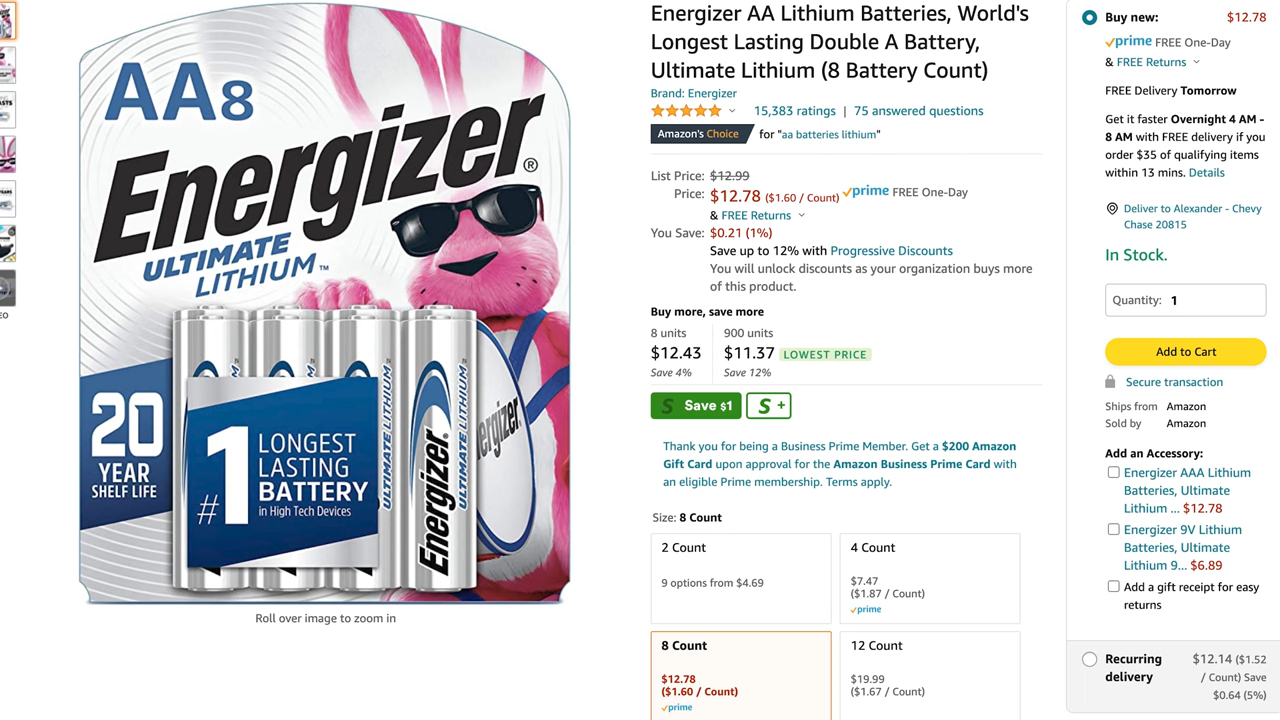 AA8
Energizer®
ULTIMATE
LITHIUM™
20
YEAR
SHELF LIFE
#1 LONGEST
LASTING
BATTERY
in High Tech Devices
Energizer
ULTIMATE LITHIUM
ULTIMATE LITHIUM
ergizer
Roll over image to zoom in
Energizer AA Lithium Batteries, World's
Longest Lasting Double A Battery,
Ultimate Lithium (8 Battery Count)
Brand: Energizer
15,383 ratings | 75 answered questions
Amazon's Choice for "aa batteries lithium"
List Price: $12.99
Price: $12.78 ($1.60 / Count) prime FREE One-Day
& FREE Returns
You Save: $0.21 (1%)
Save up to 12% with Progressive Discounts
You will unlock discounts as your organization buys more
of this product.
Buy more, save more
8 units
$12.43
Save 4%
900 units
$11.37 LOWEST PRICE
Save 12%
S Save $1
S +
Thank you for being a Business Prime Member. Get a $200 Amazon
Gift Card upon approval for the Amazon Business Prime Card with
an eligible Prime membership. Terms apply.
Size: 8 Count
2 Count
9 options from $4.69
4 Count
$7.47
($1.87 / Count)
prime
8 Count
$12.78
($1.60 / Count)
prime
12 Count
$19.99
($1.67 / Count)
Buy new: $12.78
prime FREE One-Day
& FREE Returns
FREE Delivery Tomorrow
Get it faster Overnight 4 AM -
8 AM with FREE delivery if you
order $35 of qualifying items
within 13 mins. Details
Deliver to Alexander - Chevy
Chase 20815
In Stock.
Quantity: 1
Add to Cart
Secure transaction
Ships from Amazon
Sold by Amazon
Add an Accessory:
Energizer AAA Lithium
Batteries, Ultimate
Lithium ... $12.78
Energizer 9V Lithium
Batteries, Ultimate
Lithium 9... $6.89
Add a gift receipt for easy
returns
Recurring
delivery
$12.14 ($1.52
/ Count) Save
$0.64 (5%)